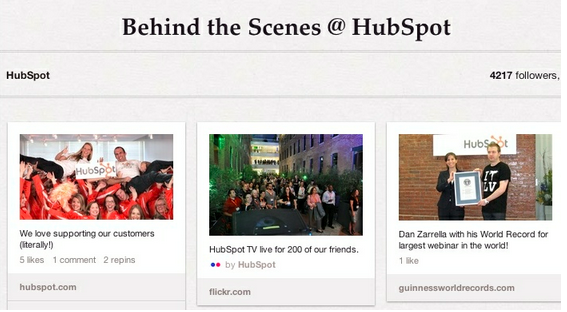 Behind the Scenes @ HubSpot
HubSpot
4217 followers,
HubSpot
We love supporting our customers
(literally!)
5 likes 1 comment 2 repins
hubspot.com
HubSpot TV live for 200 of our friends.
by HubSpot
flickr.com
HubSpot
Dan Zarrella with his World Record for
largest webinar in the world!
1 like
guinnessworldrecords.com